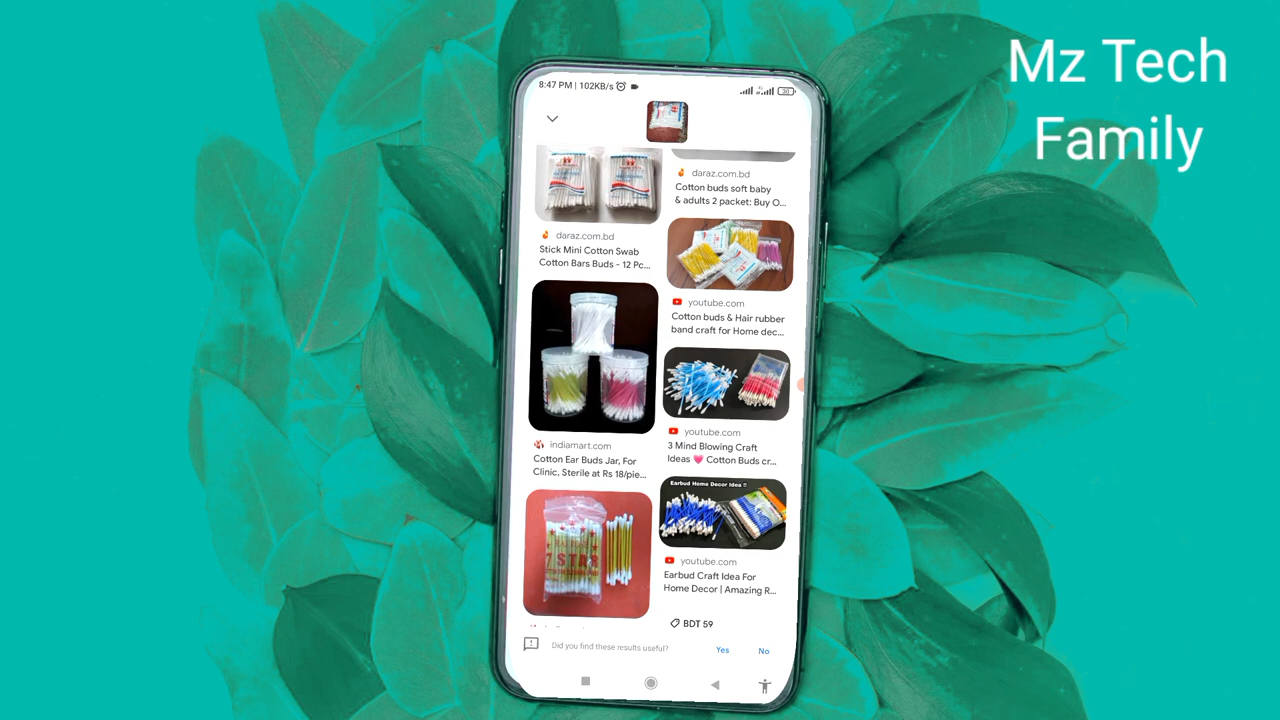 Mz Tech
Family
8:47 PM | 102KB/s
30
daraz.com.bd
Stick Mini Cotton Swab
Cotton Bars Buds - 12 Pc...
indiamart.com
Cotton Ear Buds Jar, For
Clinic, Sterile at Rs 18/pie...
7 STAR
daraz.com.bd
Cotton buds soft baby
& adults 2 packet: Buy O...
youtube.com
Cotton buds & Hair rubber
band craft for Home dec...
youtube.com
3 Mind Blowing Craft
Ideas 💗 Cotton Buds cr...
Earbud Home Decor Idea !!
youtube.com
Earbud Craft Idea For
Home Decor | Amazing R...
BDT 59
Did you find these results useful?
Yes
No